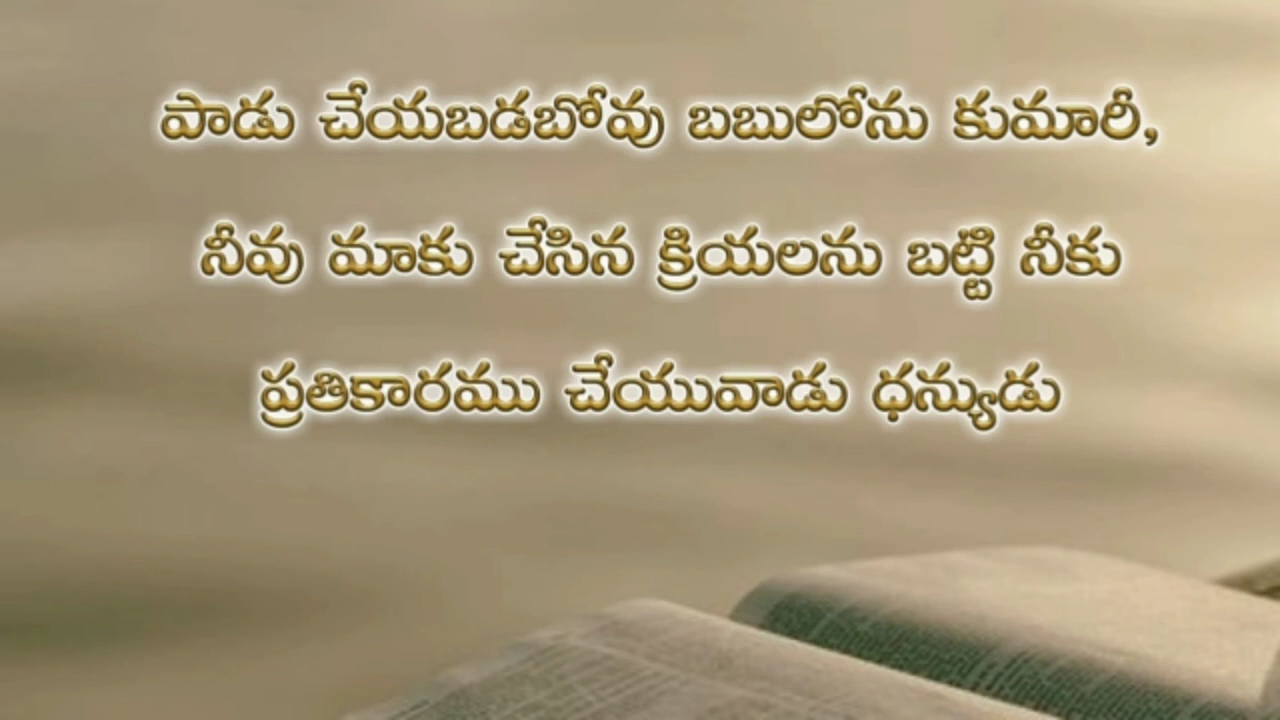 పాడు చేయబడబోవు బబులోను కుమారీ,
నీవు మాకు చేసిన క్రియలను బట్టి నీకు
ప్రతికారము చేయువాడు ధన్యుడు